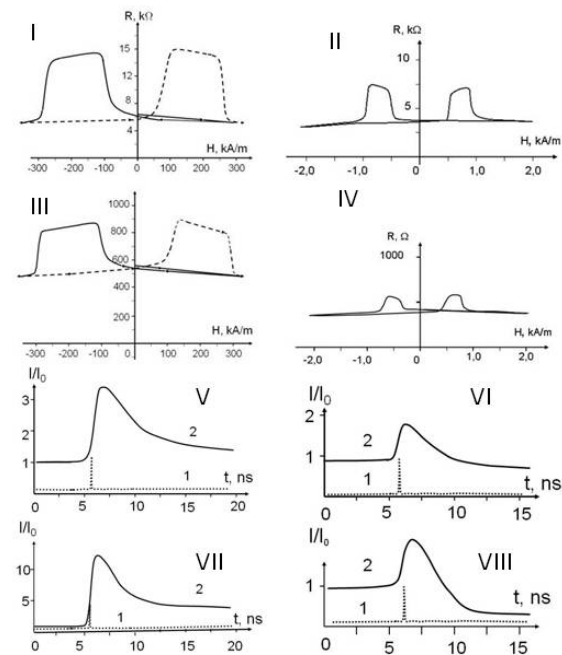 I
R, kΩ
15
12
8
4
-300 -200 -100 0 100 200 300
H, kA/m
II
R, kΩ
10
5
-2,0 -1,0 0 1,0 2,0
H, kA/m
III
1000
800
600
400
200
-300 -200 -100 0 100 200 300
H, kA/m
IV
R, Ω
1000
-2,0 -1,0 0 1,0 2,0
H, kA/m
I/I0
V
3
2
1
2
1
t, ns
0 5 10 15 20
I/I0
VI
2
1
2
1
t, ns
0 5 10 15
I/I0
VII
10
5
2
1
t, ns
0 5 10 15 20
I/I0
VIII
1
2
1
t, ns
0 5 10 15